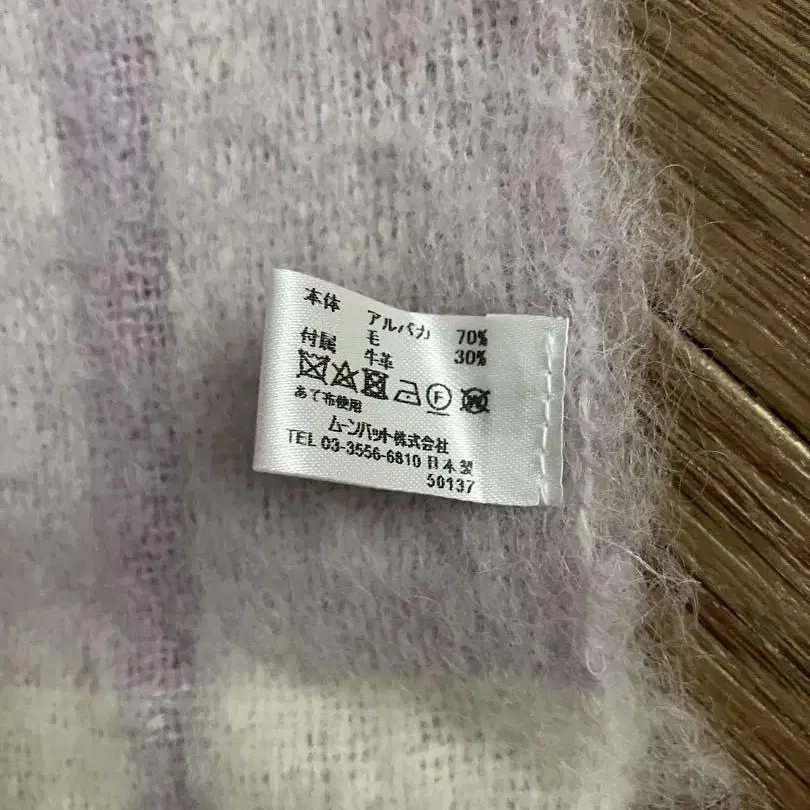 本体 アルパカ 70%
毛 30%
付属 牛革
F W
あて布使用
ムーンバット株式会社
TEL 03-3556-6810 日本製
50137